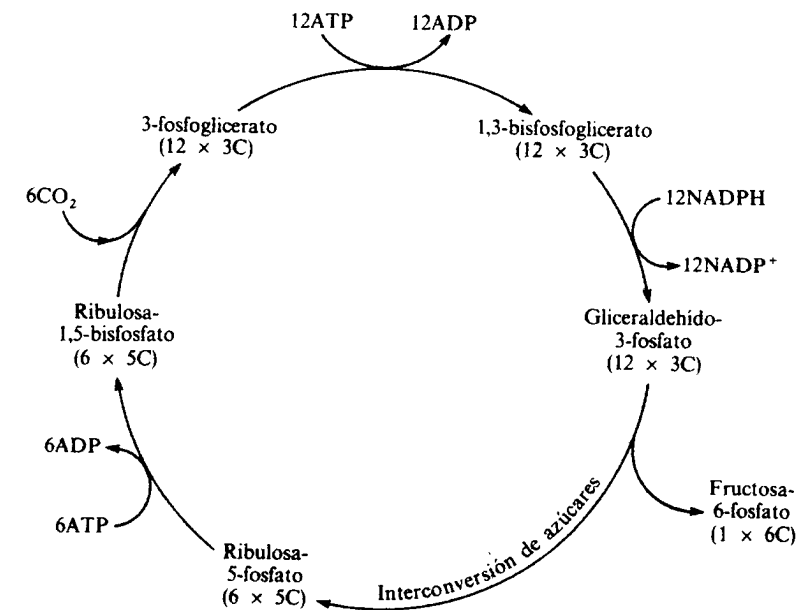 12ATP
12ADP
3-fosfoglicerato
(12 × 3C)
1,3-bisfosfoglicerato
(12 × 3C)
6CO₂
12NADPH
12NADP⁺
Ribulosa-
1,5-bisfosfato
(6 × 5C)
Gliceraldehído-
3-fosfato
(12 × 3C)
6ADP
6ATP
Fructosa-
6-fosfato
(1 × 6C)
Interconversión de azúcares
Ribulosa-
5-fosfato
(6 × 5C)